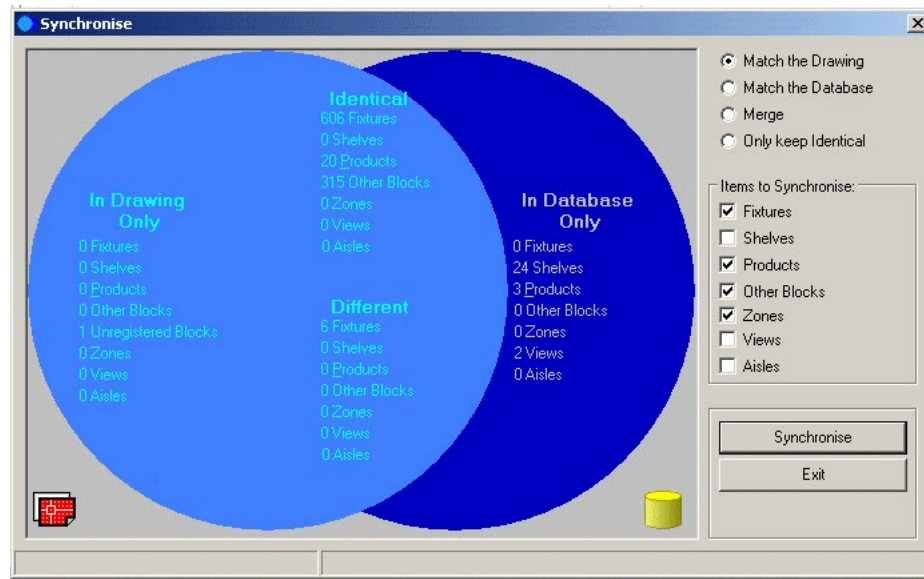 Synchronise
Identical
606 Fixtures
0 Shelves
20 Products
315 Other Blocks
0 Zones
0 Views
0 Aisles
In Drawing
Only
0 Fixtures
0 Shelves
0 Products
0 Other Blocks
1 Unregistered Blocks
0 Zones
0 Views
0 Aisles
Different
6 Fixtures
0 Shelves
0 Products
0 Other Blocks
0 Zones
0 Views
0 Aisles
In Database
Only
0 Fixtures
24 Shelves
3 Products
0 Other Blocks
0 Zones
2 Views
0 Aisles
Match the Drawing
Match the Database
Merge
Only keep Identical
Items to Synchronise:
Fixtures
Shelves
Products
Other Blocks
Zones
Views
Aisles
Synchronise
Exit